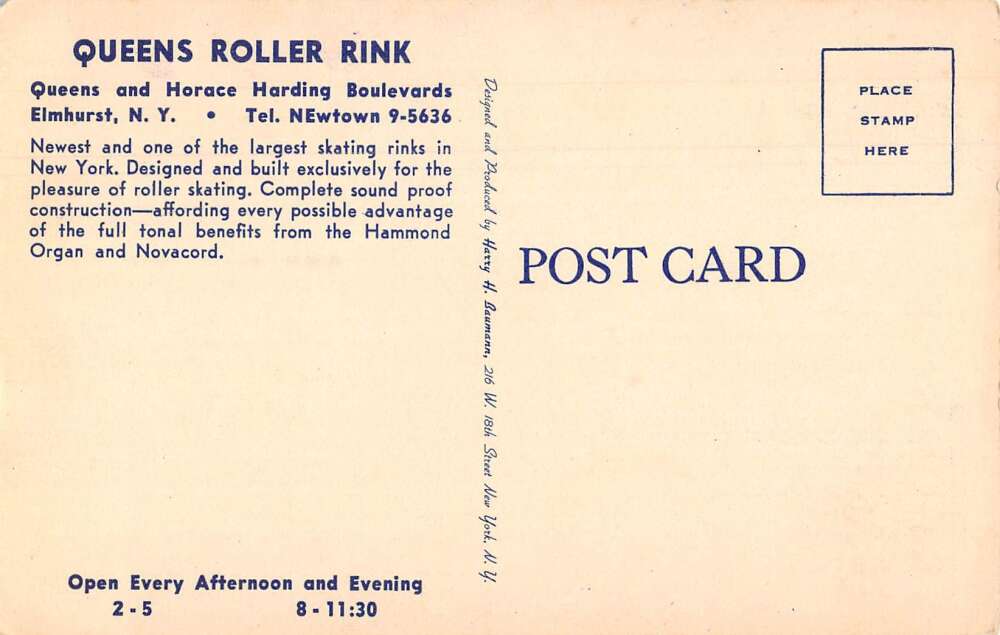 QUEENS ROLLER RINK
Queens and Horace Harding Boulevards
Elmhurst, N. Y. • Tel. NEwtown 9-5636
Newest and one of the largest skating rinks in
New York. Designed and built exclusively for the
pleasure of roller skating. Complete sound proof
construction—affording every possible advantage
of the full tonal benefits from the Hammond
Organ and Novacord.
Open Every Afternoon and Evening
2 - 5 8 - 11:30
Designed and Produced by Harry H. Baumann, 216 W. 18th Street New York, N. Y.
PLACE
STAMP
HERE
POST CARD